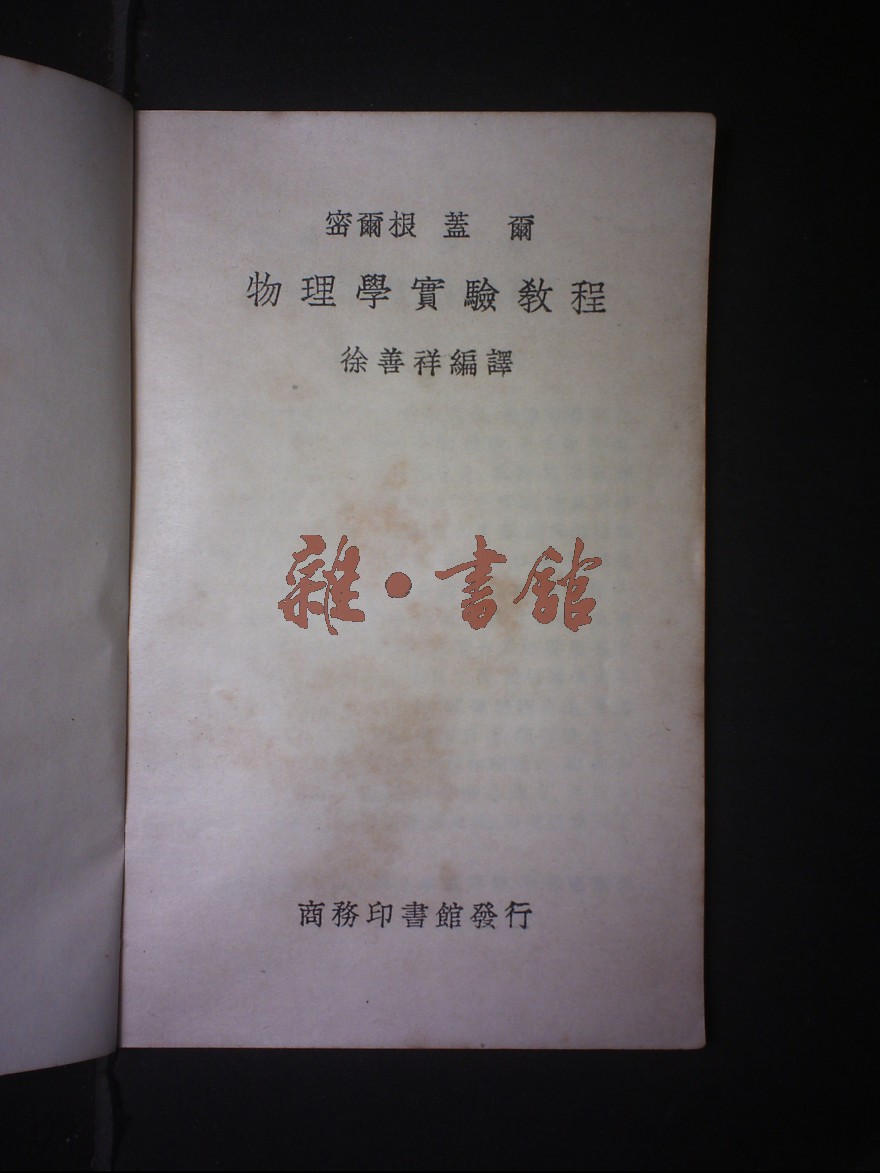 密爾根 蓋 爾
物理學實驗教程
徐善祥編譯
雜·書館
商務印書館發行